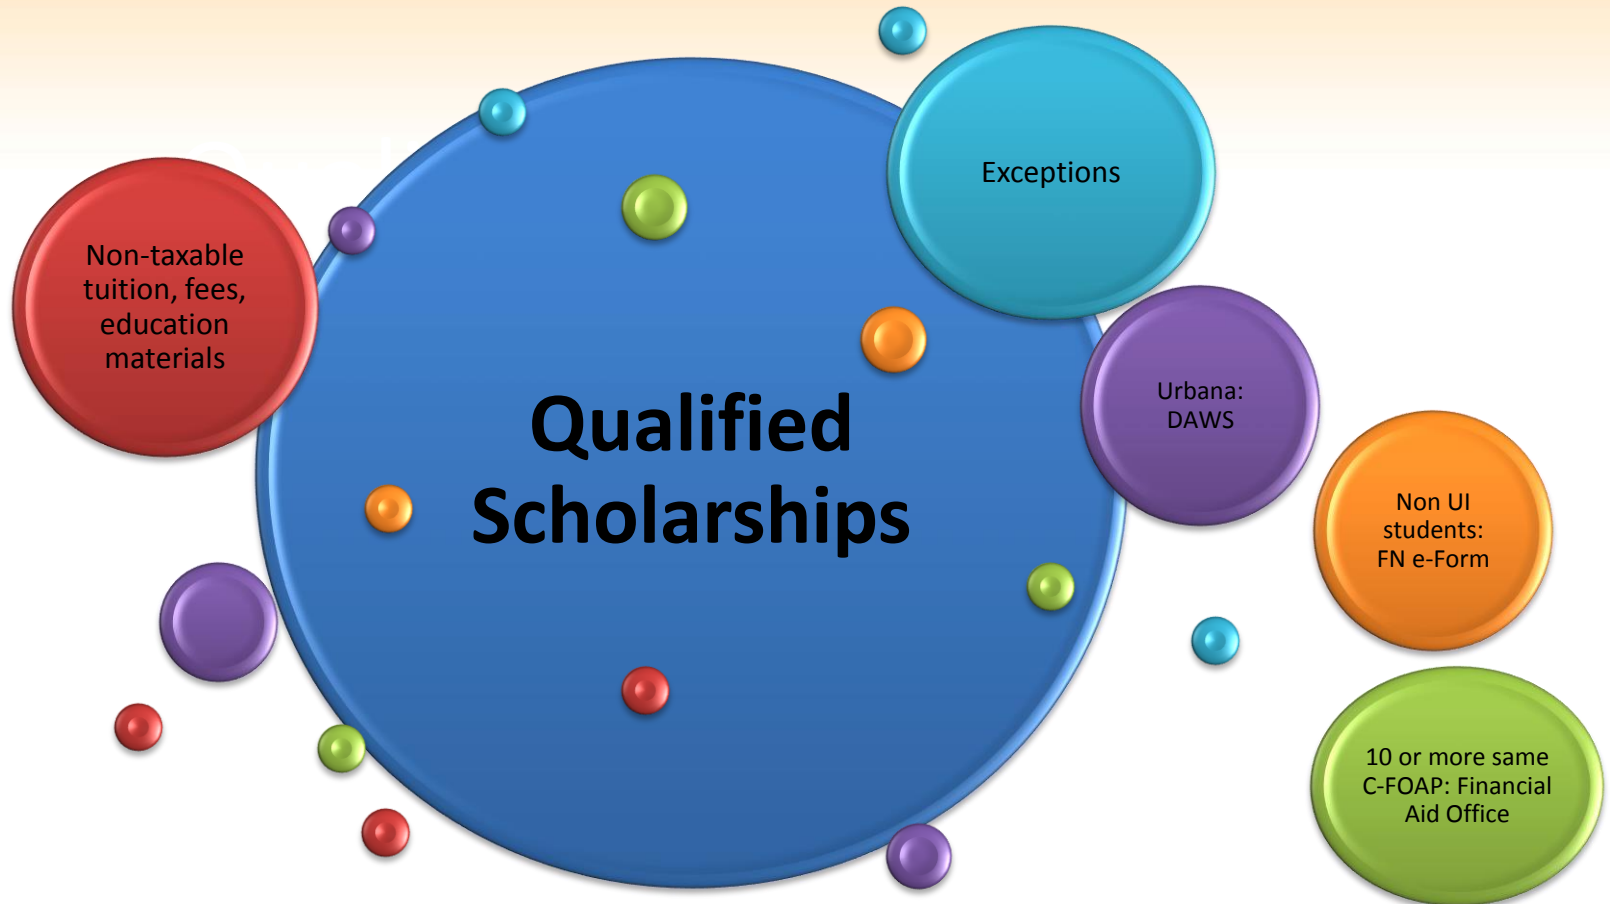 Non-taxable
tuition, fees,
education
materials
Qualified
Scholarships
Exceptions
Urbana:
DAWS
Non UI
students:
FN e-Form
10 or more same
C-FOAP: Financial
Aid Office